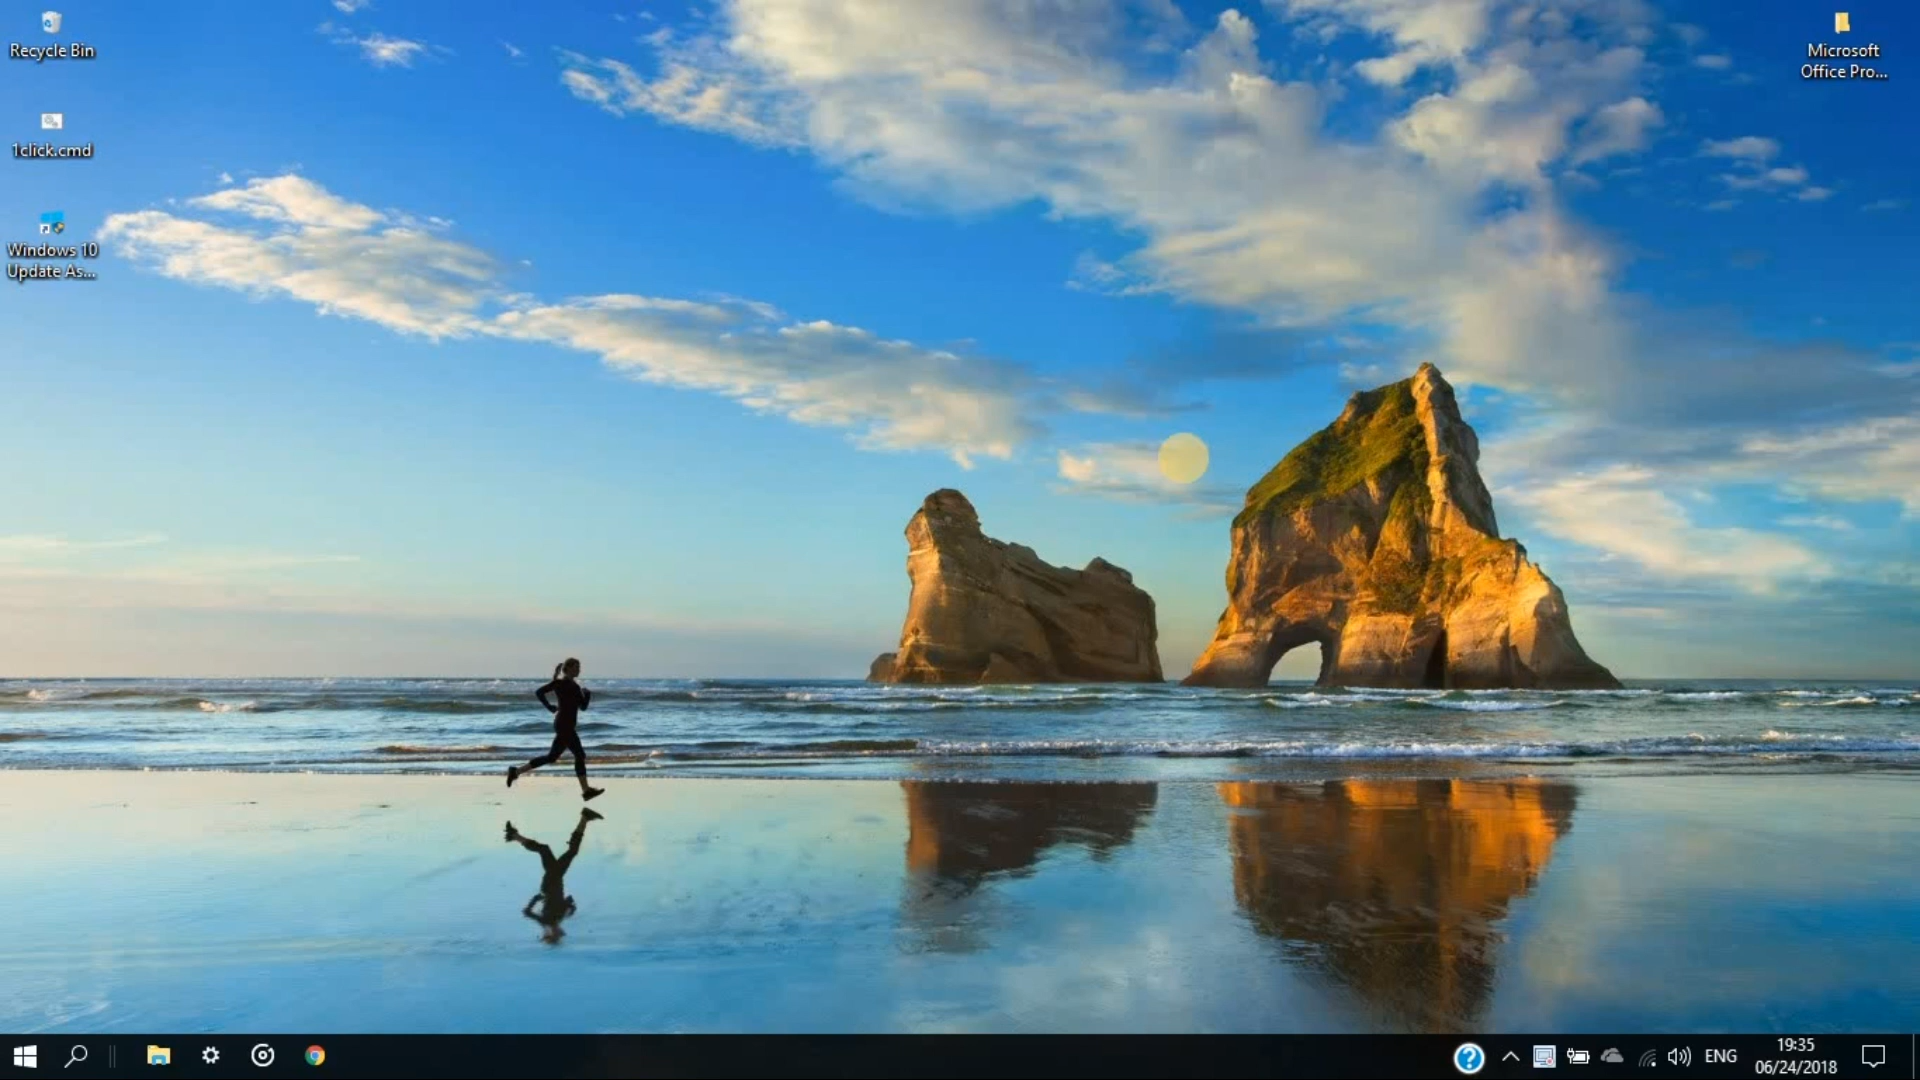 Recycle Bin
1click.cmd
Windows 10
Update As...
Microsoft
Office Pro...
ENG
19:35
06/24/2018